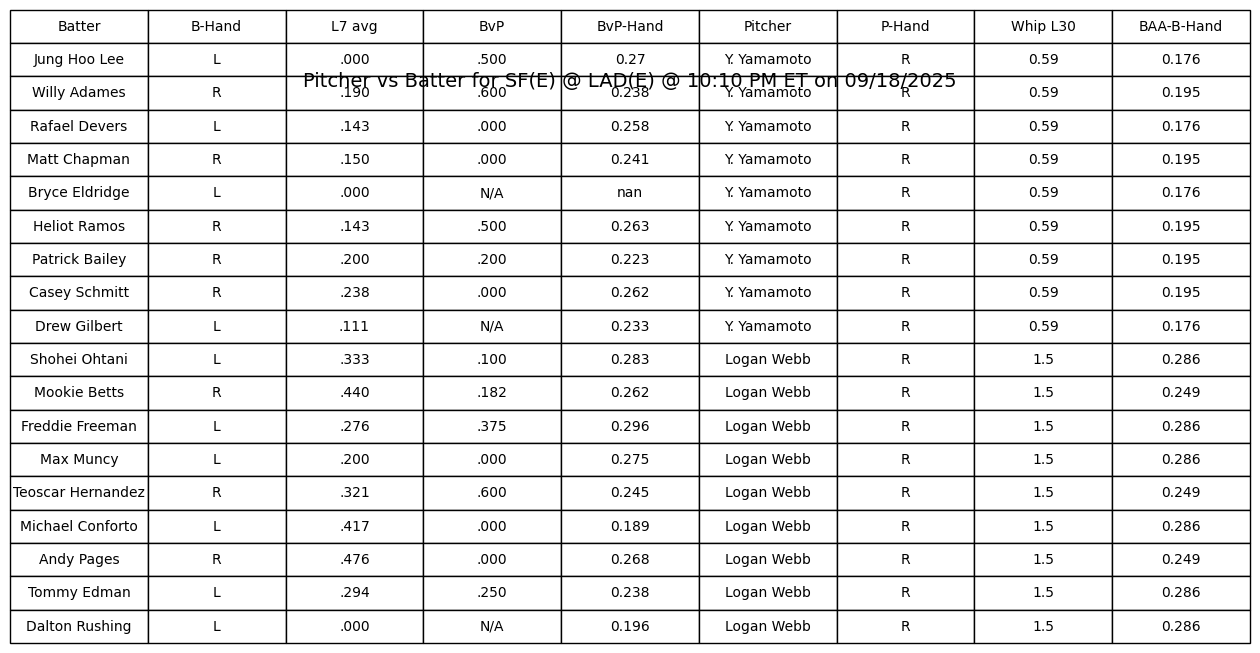 Batter B-Hand L7 avg BvP BvP-Hand Pitcher P-Hand Whip L30 BAA-B-Hand
Jung Hoo Lee L .000 .500 0.27 Y. Yamamoto R 0.59 0.176
Pitcher vs Batter for SF(E) @ LAD(E) @ 10:10 PM ET on 09/18/2025
Willy Adames R .190 .600 0.238 Y. Yamamoto R 0.59 0.195
Rafael Devers L .143 .000 0.258 Y. Yamamoto R 0.59 0.176
Matt Chapman R .150 .000 0.241 Y. Yamamoto R 0.59 0.195
Bryce Eldridge L .000 N/A nan Y. Yamamoto R 0.59 0.176
Heliot Ramos R .143 .500 0.263 Y. Yamamoto R 0.59 0.195
Patrick Bailey R .200 .200 0.223 Y. Yamamoto R 0.59 0.195
Casey Schmitt R .238 .000 0.262 Y. Yamamoto R 0.59 0.195
Drew Gilbert L .111 N/A 0.233 Y. Yamamoto R 0.59 0.176
Shohei Ohtani L .333 .100 0.283 Logan Webb R 1.5 0.286
Mookie Betts R .440 .182 0.262 Logan Webb R 1.5 0.249
Freddie Freeman L .276 .375 0.296 Logan Webb R 1.5 0.286
Max Muncy L .200 .000 0.275 Logan Webb R 1.5 0.286
Teoscar Hernandez R .321 .600 0.245 Logan Webb R 1.5 0.249
Michael Conforto L .417 .000 0.189 Logan Webb R 1.5 0.286
Andy Pages R .476 .000 0.268 Logan Webb R 1.5 0.249
Tommy Edman L .294 .250 0.238 Logan Webb R 1.5 0.286
Dalton Rushing L .000 N/A 0.196 Logan Webb R 1.5 0.286